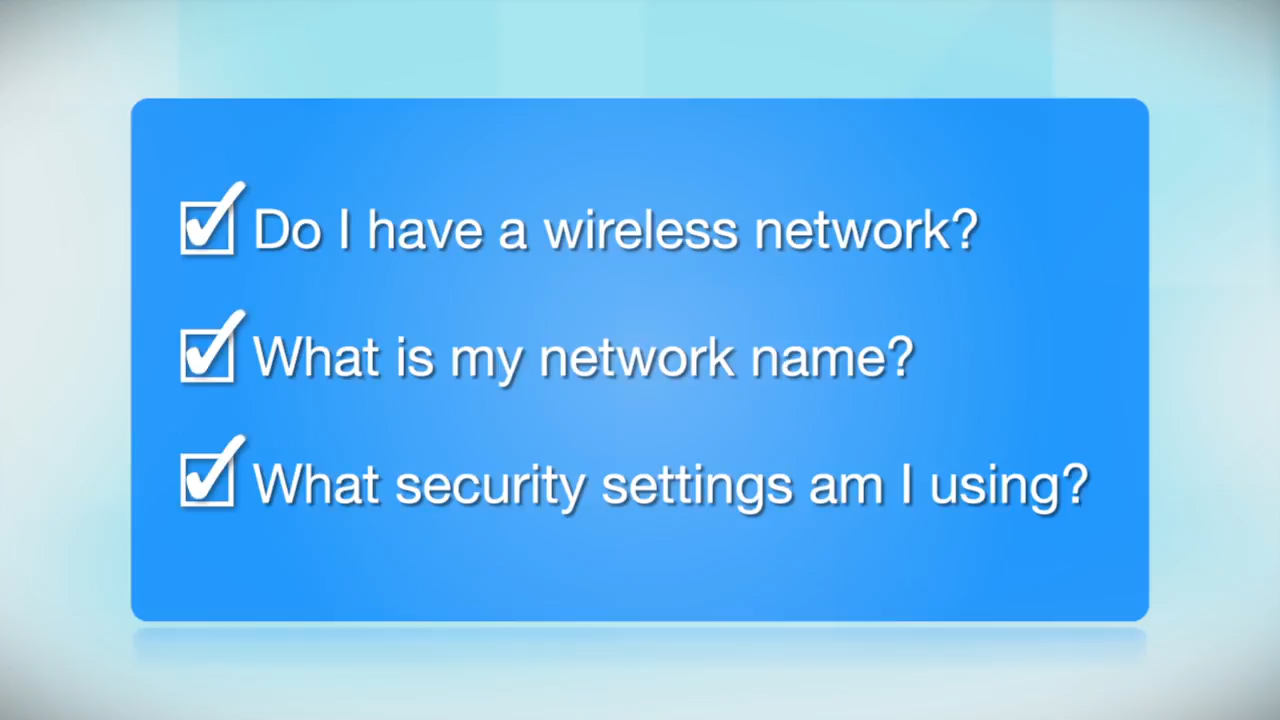 Do I have a wireless network?
What is my network name?
What security settings am I using?